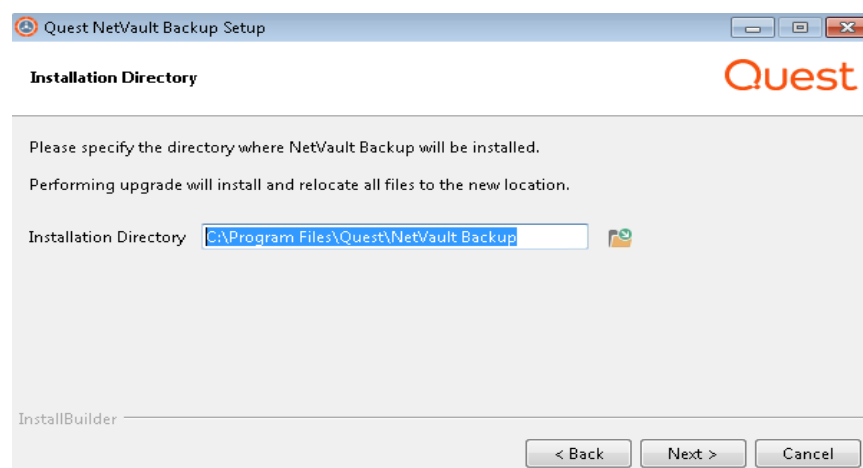 Quest NetVault Backup Setup
Installation Directory
Quest
Please specify the directory where NetVault Backup will be installed.
Performing upgrade will install and relocate all files to the new location.
Installation Directory C:\Program Files\Quest\NetVault Backup
InstallBuilder
< Back Next > Cancel